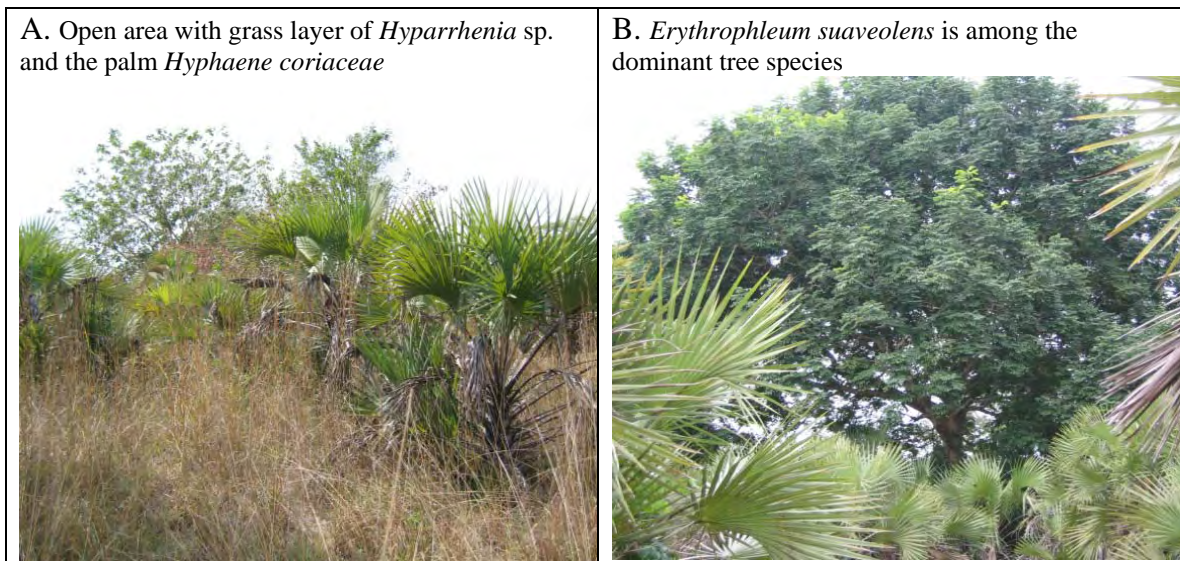 A. Open area with grass layer of Hyparrhenia sp.
and the palm Hyphaene coriaceae
B. Erythrophleum suaveolens is among the
dominant tree species